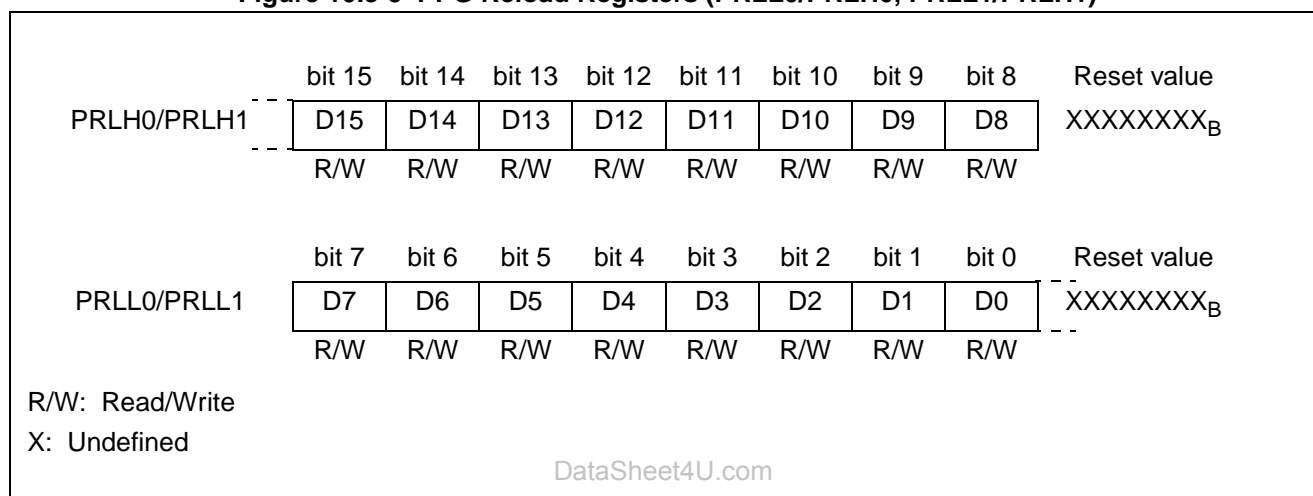 bit 15 bit 14 bit 13 bit 12 bit 11 bit 10 bit 9 bit 8 Reset value
PRLH0/PRLH1 D15 D14 D13 D12 D11 D10 D9 D8 XXXXXXXXB
R/W R/W R/W R/W R/W R/W R/W R/W
bit 7 bit 6 bit 5 bit 4 bit 3 bit 2 bit 1 bit 0 Reset value
PRLL0/PRLL1 D7 D6 D5 D4 D3 D2 D1 D0 XXXXXXXXB
R/W R/W R/W R/W R/W R/W R/W R/W
R/W: Read/Write
X: Undefined
DataSheet4U.com